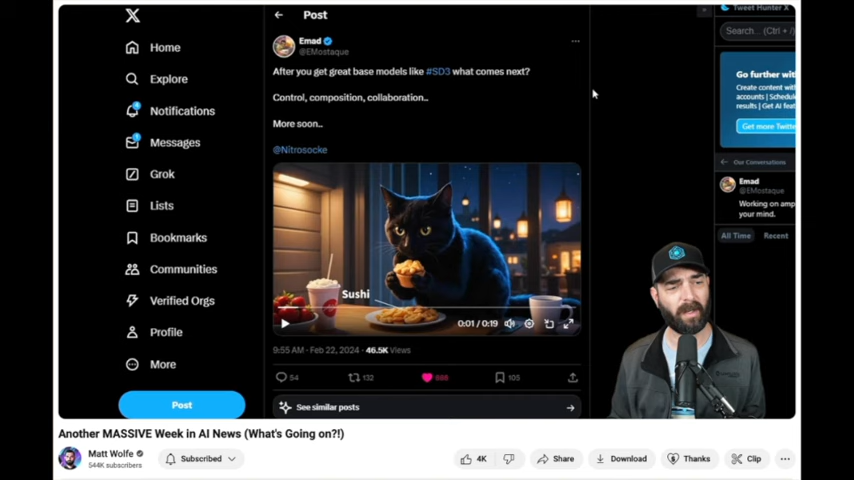 Tweet Hunter X
Home
Post
Search... (Ctrl + /)
Emad
@EMostaque
Explore
After you get great base models like #SD3 what comes next?
Go further with
Create content with
accounts | Schedul
results | Get AI feat
Control, composition, collaboration..
4
Notifications
More soon..
Get more Twitte
1
Messages
@Nitrosocke
Our Conversations
Grok
Emad
@EMostaque
Lists
Working on amp
your mind.
Bookmarks
All Time Recent
Communities
Sushi
Verified Orgs
0:01 / 0:19
Profile
9:55 AM · Feb 22, 2024 · 46.5K Views
More
54 132 888 105
Post
See similar posts
Another MASSIVE Week in AI News (What's Going on?!)
Matt Wolfe
544K subscribers
Subscribed
4K
Share
Download
Thanks
Clip